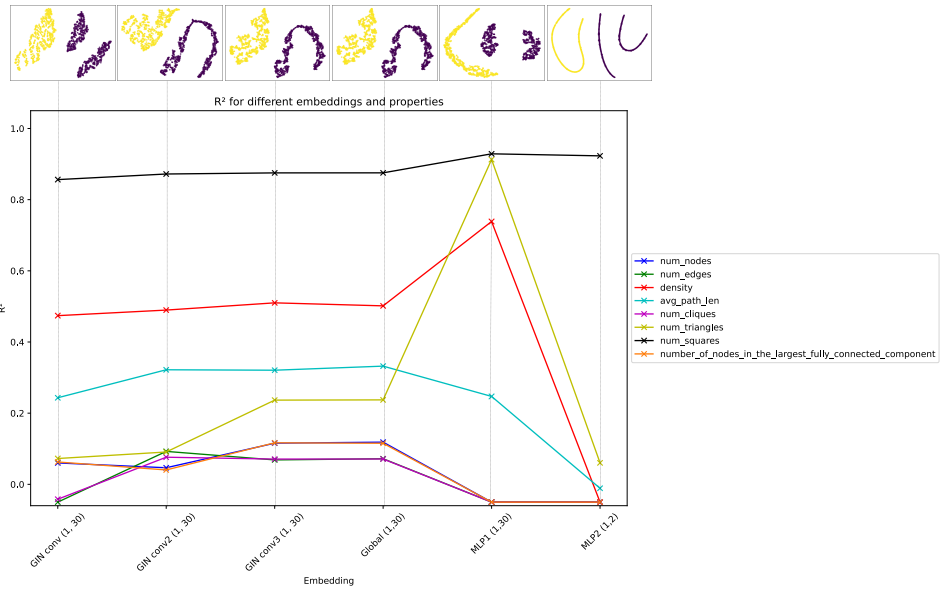 R² for different embeddings and properties
1.0
0.8
0.6
0.4
0.2
0.0
R²
GIN conv (1, 30)
GIN conv2 (1, 30)
GIN conv3 (1, 30)
Global (1,30)
MLP1 (1,30)
MLP2 (1,2)
Embedding
num_nodes
num_edges
density
avg_path_len
num_cliques
num_triangles
num_squares
number_of_nodes_in_the_largest_fully_connected_component